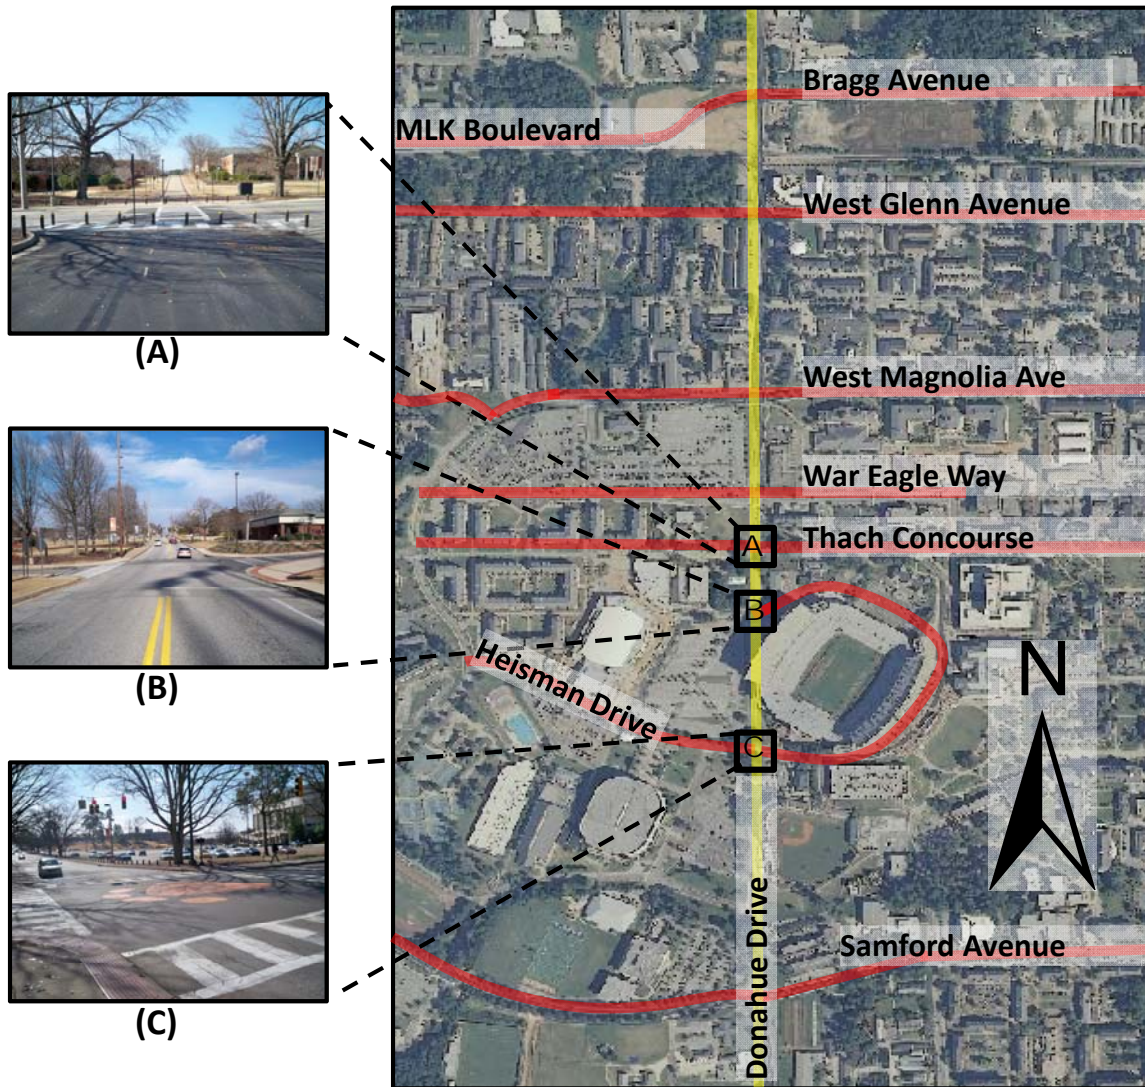 Bragg Avenue
MLK Boulevard
West Glenn Avenue
(A)
West Magnolia Ave
War Eagle Way
A
Thach Concourse
B
(B)
Heisman Drive
N
C
Donahue Drive
Samford Avenue
(C)